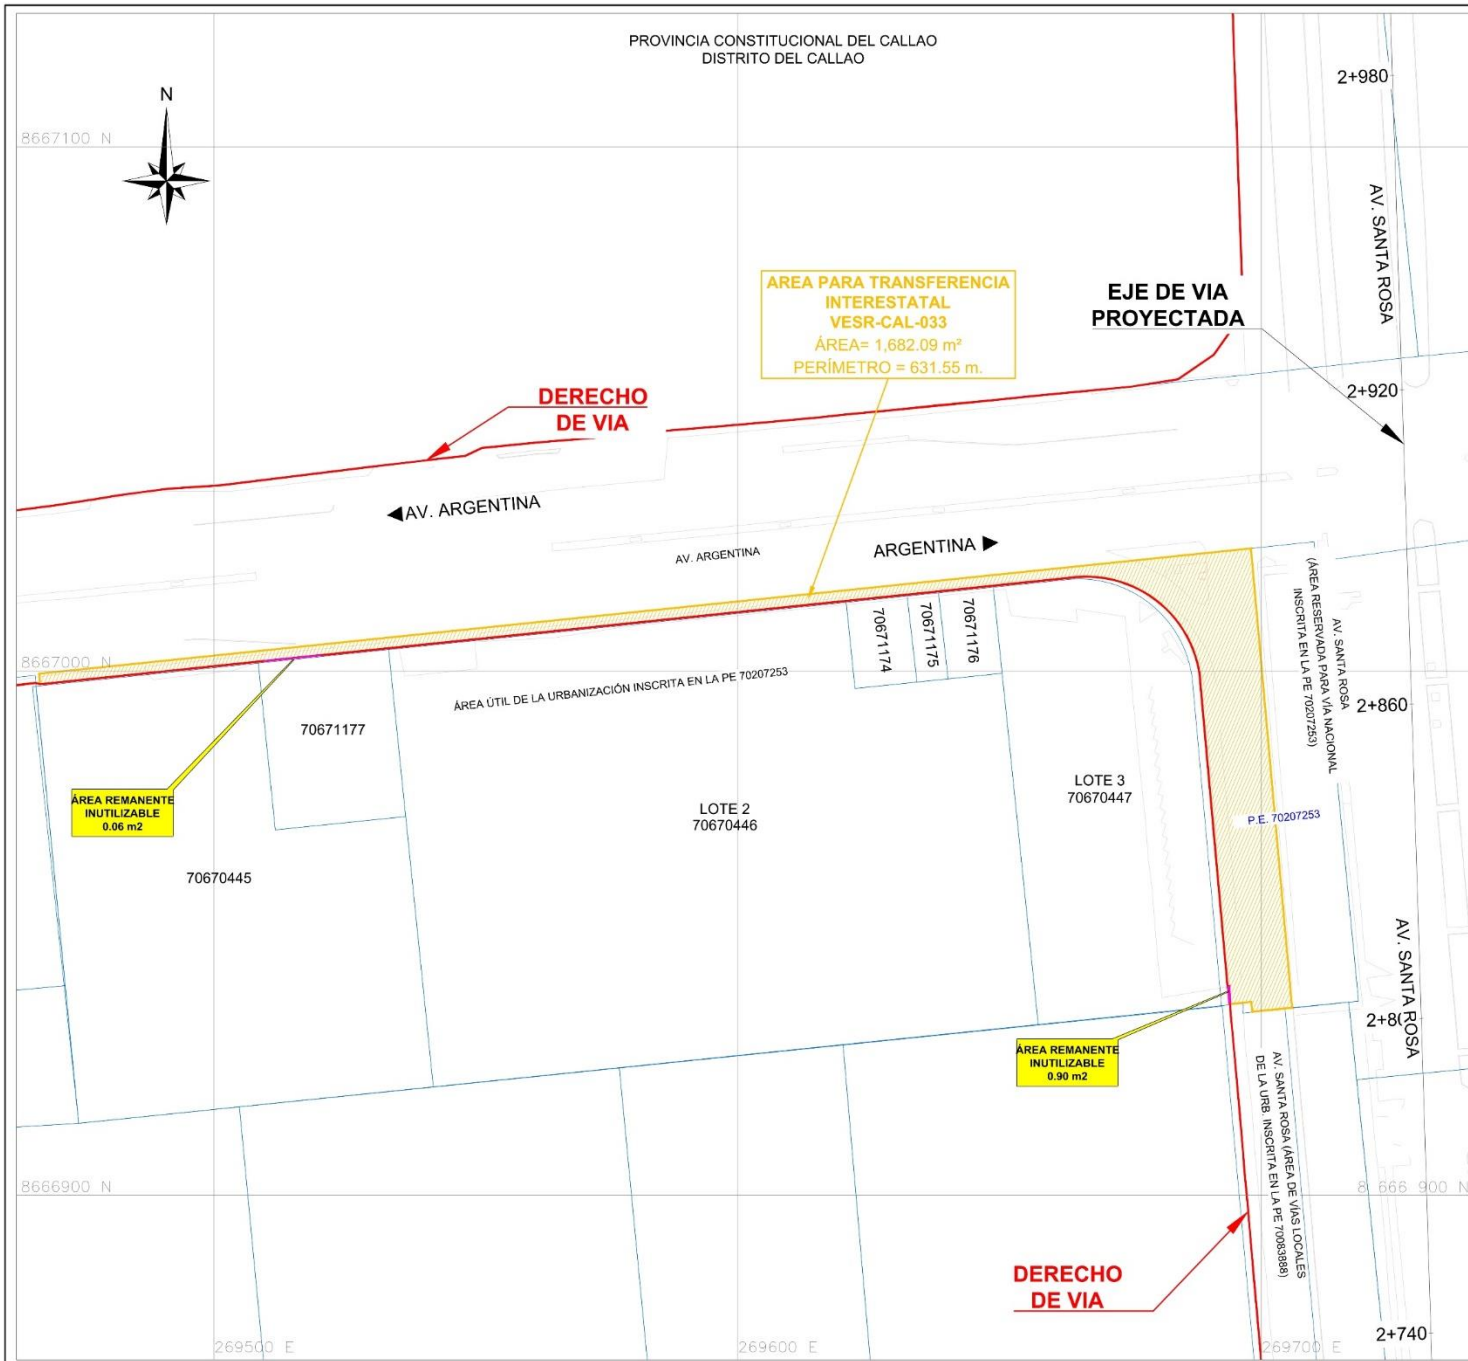 PROVINCIA CONSTITUCIONAL DEL CALLAO
DISTRITO DEL CALLAO
2+980
N
8667100 N
AV. SANTA ROSA
AREA PARA TRANSFERENCIA
INTERESTATAL
VESR-CAL-033
ÁREA= 1,682.09 m²
PERÍMETRO = 631.55 m.
EJE DE VIA
PROYECTADA
2+920
DERECHO
DE VIA
◀AV. ARGENTINA
AV. ARGENTINA
ARGENTINA ▶
AV. SANTA ROSA
(ÁREA RESERVADA PARA VÍA NACIONAL
INSCRITA EN LA PE 70207253)
70671174
70671175
70671176
8667000 N
ÁREA ÚTIL DE LA URBANIZACIÓN INSCRITA EN LA PE 70207253
2+860
70671177
ÁREA REMANENTE
INUTILIZABLE
0.06 m2
LOTE 2
70670446
LOTE 3
70670447
P.E. 70207253
70670445
AV. SANTA ROSA
2+80
ÁREA REMANENTE
INUTILIZABLE
0.90 m2
AV. SANTA ROSA (ÁREA DE VÍAS LOCALES
DE LA URB. INSCRITA EN LA PE 70083888)
8666900 N
8 666 900 N
DERECHO
DE VIA
269500 E
269600 E
269700 E
2+740